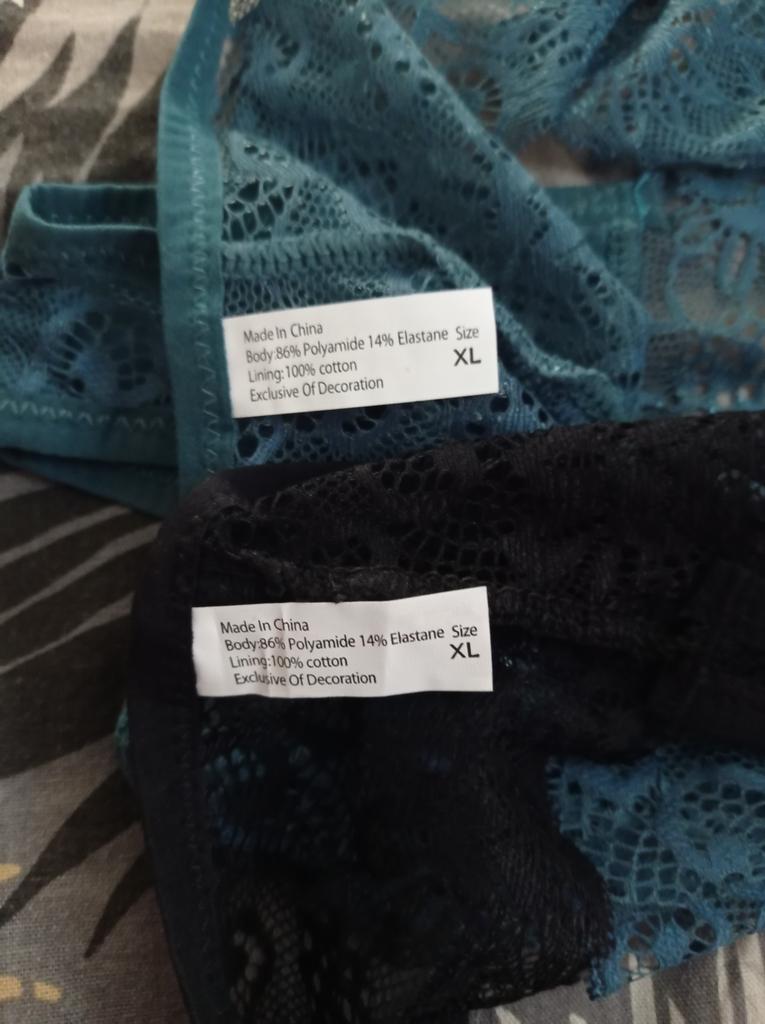 Made In China
Body:86% Polyamide 14% Elastane Size
Lining:100% cotton XL
Exclusive Of Decoration
Made In China
Body:86% Polyamide 14% Elastane Size
Lining:100% cotton XL
Exclusive Of Decoration